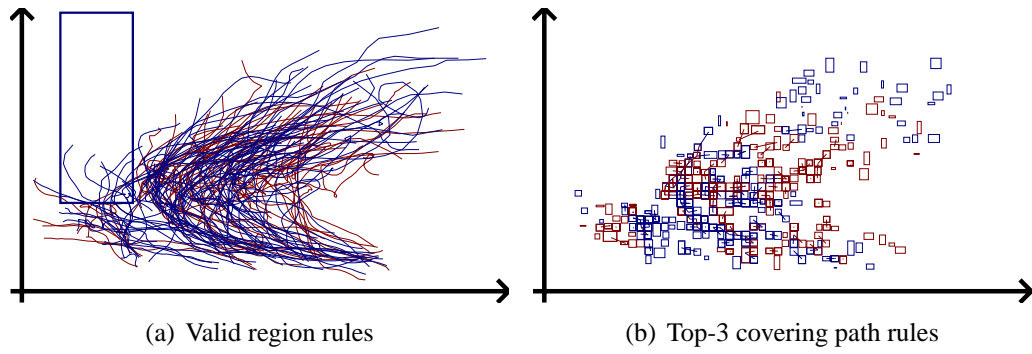 (a) Valid region rules
(b) Top-3 covering path rules